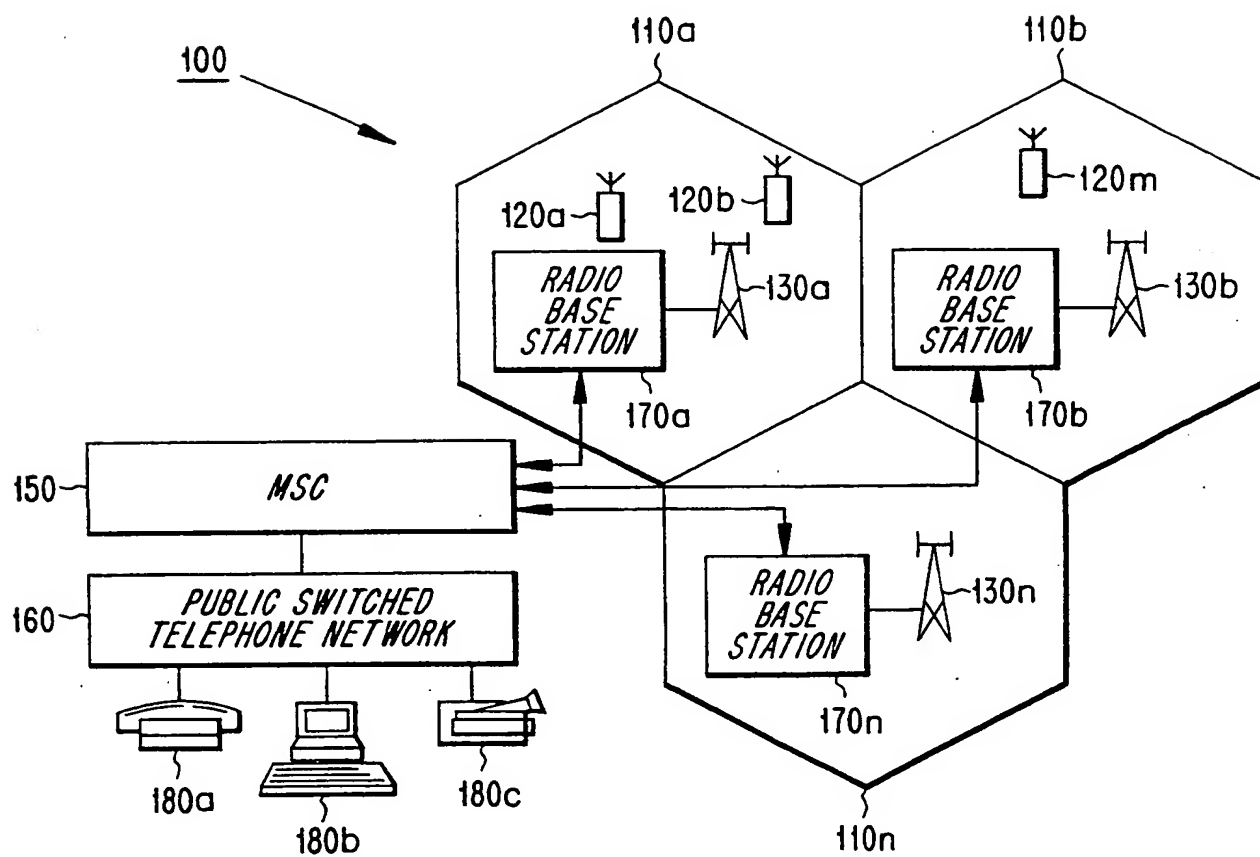 100
110a
110b
120a
120b
120m
RADIO
BASE
STATION
130a
170a
RADIO
BASE
STATION
130b
170b
150
MSC
160
PUBLIC SWITCHED
TELEPHONE NETWORK
RADIO
BASE
STATION
130n
170n
180a
180b
180c
110n